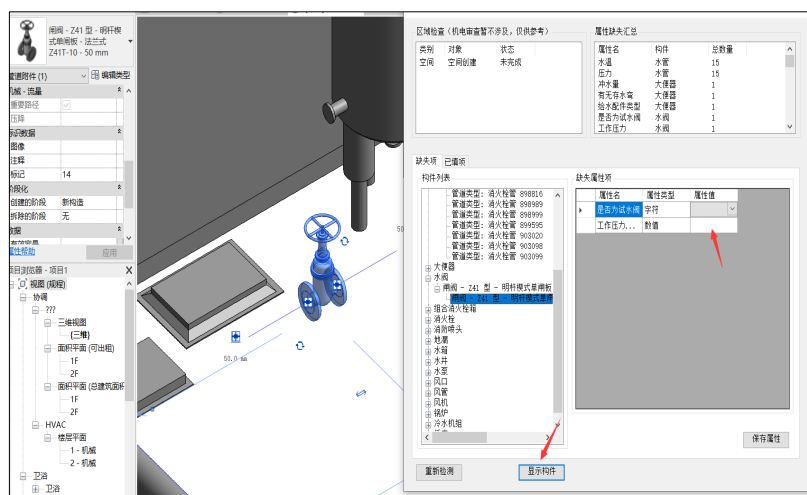 闸阀 - Z41 型 - 明杆楔
式单闸板 - 法兰式
Z41T-10 - 50 mm
管道附件 (1)
编辑类型
机械 - 流量
重要路径
压降
标识数据
图像
注释
标记 14
阶段化
创建的阶段 新构造
拆除的阶段 无
数据
属性帮助
应用
项目浏览器 - 项目1 X
视图 (规程)
协调
???
三维视图
{三维}
面积平面 (可出租)
1F
2F
面积平面 (总建筑面积
1F
2F
HVAC
楼层平面
1 - 机械
2 - 机械
卫浴
卫浴
50.0 mm
50
区域检查（机电审查暂不涉及，仅供参考）
类别 对象 状态
空间 空间创建 未完成
属性缺失汇总
属性名 构件 总数量
水温 水管 15
压力 水管 15
冲水量 大便器 1
有无存水弯 大便器 1
给水配件类型 大便器 1
是否为试水阀 水阀 1
工作压力 水阀 1
缺失项 已填项
构件列表
管道类型: 消火栓管 898816
管道类型: 消火栓管 898989
管道类型: 消火栓管 898999
管道类型: 消火栓管 899595
管道类型: 消火栓管 903020
管道类型: 消火栓管 903098
管道类型: 消火栓管 903099
大便器
水阀
闸阀 - Z41 型 - 明杆楔式单闸板
闸阀 - Z41 型 - 明杆楔式单闸
组合消火栓箱
消火栓
消防喷头
地漏
水箱
水井
水泵
风口
风管
风机
锅炉
冷水机组
缺失属性项
属性名 属性类型 属性值
是否为试水阀 字符
工作压力... 数值
保存属性
重新检测
显示构件